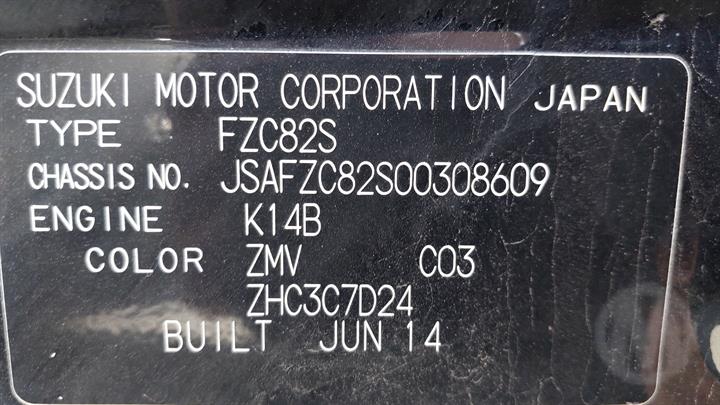 SUZUKI MOTOR CORPORATION JAPAN
TYPE FZC82S
CHASSIS NO. JSAFZC82S00308609
ENGINE K14B
COLOR ZMV C03
ZHC3C7D24
BUILT JUN 14